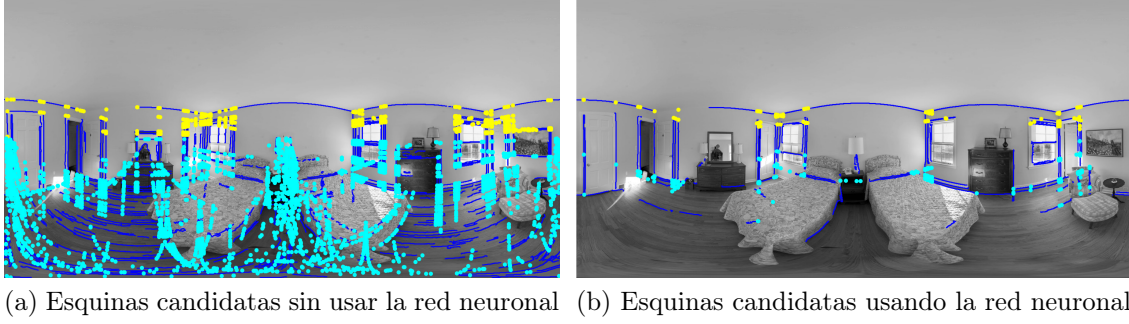 (a) Esquinas candidatas sin usar la red neuronal
(b) Esquinas candidatas usando la red neuronal